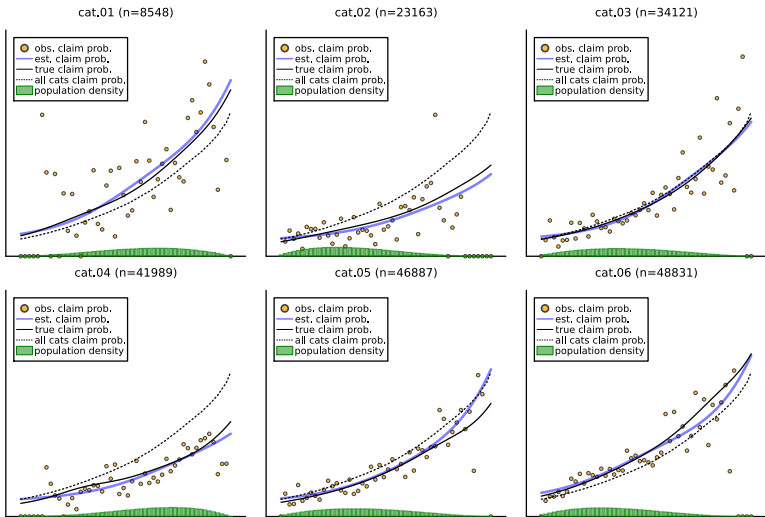 cat.01 (n=8548)
obs. claim prob.
est. claim prob.
true claim prob.
all cats claim prob.
population density
cat.02 (n=23163)
obs. claim prob.
est. claim prob.
true claim prob.
all cats claim prob.
population density
cat.03 (n=34121)
obs. claim prob.
est. claim prob.
true claim prob.
all cats claim prob.
population density
cat.04 (n=41989)
obs. claim prob.
est. claim prob.
true claim prob.
all cats claim prob.
population density
cat.05 (n=46887)
obs. claim prob.
est. claim prob.
true claim prob.
all cats claim prob.
population density
cat.06 (n=48831)
obs. claim prob.
est. claim prob.
true claim prob.
all cats claim prob.
population density